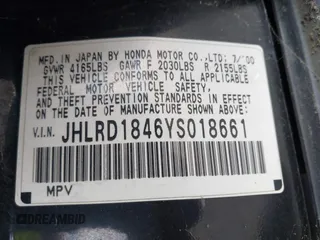 MFD. IN JAPAN BY HONDA MOTOR CO.,LTD. 7/'00
GVWR 4165LBS GAWR F 2030LBS R 2155LBS
THIS VEHICLE CONFORMS TO ALL APPLICABLE
FEDERAL MOTOR VEHICLE SAFETY,
AND THEFT PREVENTION STANDARDS
IN EFFECT ON THE DATE OF
MANUFACTURE SHOWN ABOVE.
V.I.N. JHLRD1846YS018661
MPV
DREAMBID